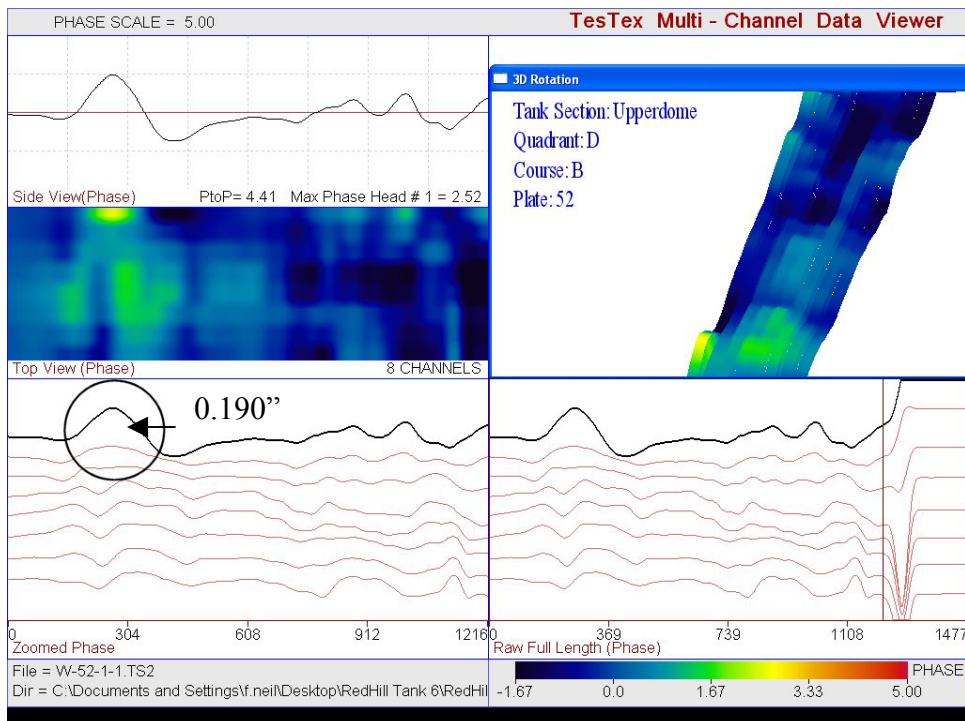 PHASE SCALE = 5.00
TesTex Multi - Channel Data Viewer
Side View(Phase)
PtoP= 4.41 Max Phase Head # 1 = 2.52
3D Rotation
Tank Section: Upperdome
Quadrant: D
Course: B
Plate: 52
Top View (Phase)
8 CHANNELS
0.190”
0 304 608 912 1216
Zoomed Phase
0 369 739 1108 1477
Raw Full Length (Phase)
File = W-52-1-1.TS2
Dir = C:\Documents and Settings\f.neil\Desktop\RedHill Tank 6\RedHil
PHASE
-1.67 0.0 1.67 3.33 5.00